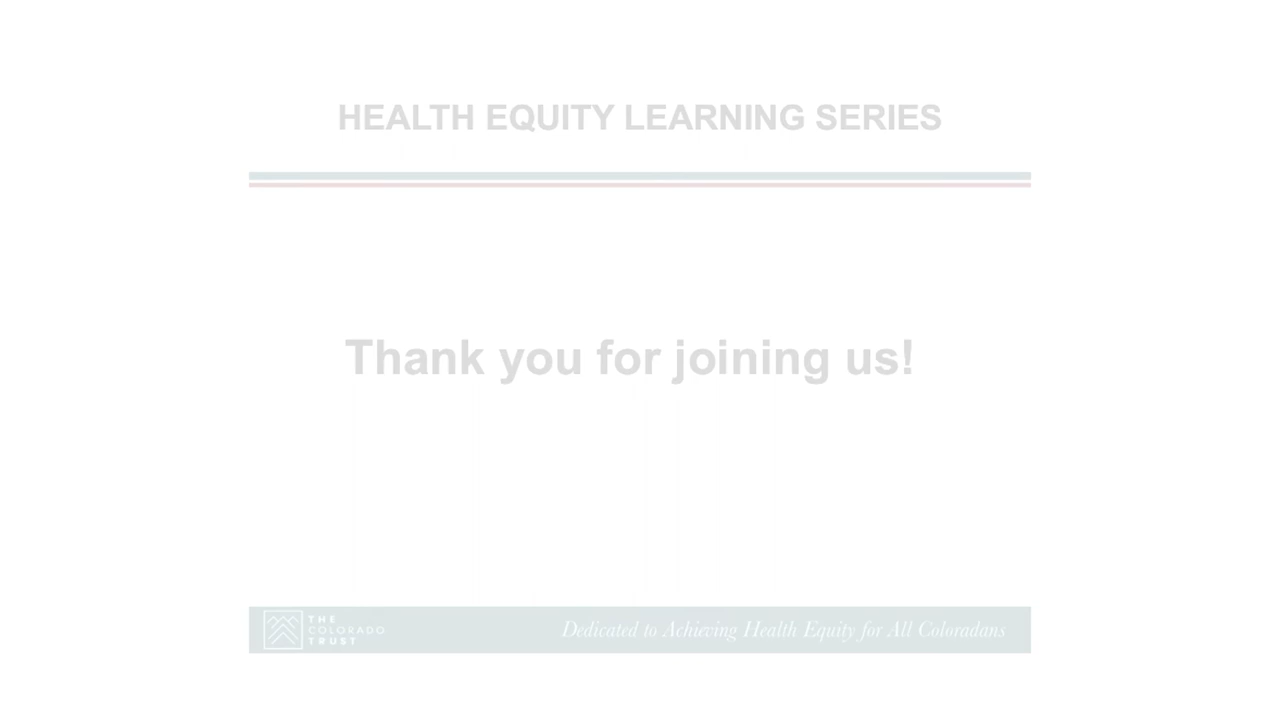 HEALTH EQUITY LEARNING SERIES
Thank you for joining us!
THE
COLORADO
TRUST
Dedicated to Achieving Health Equity for All Coloradans